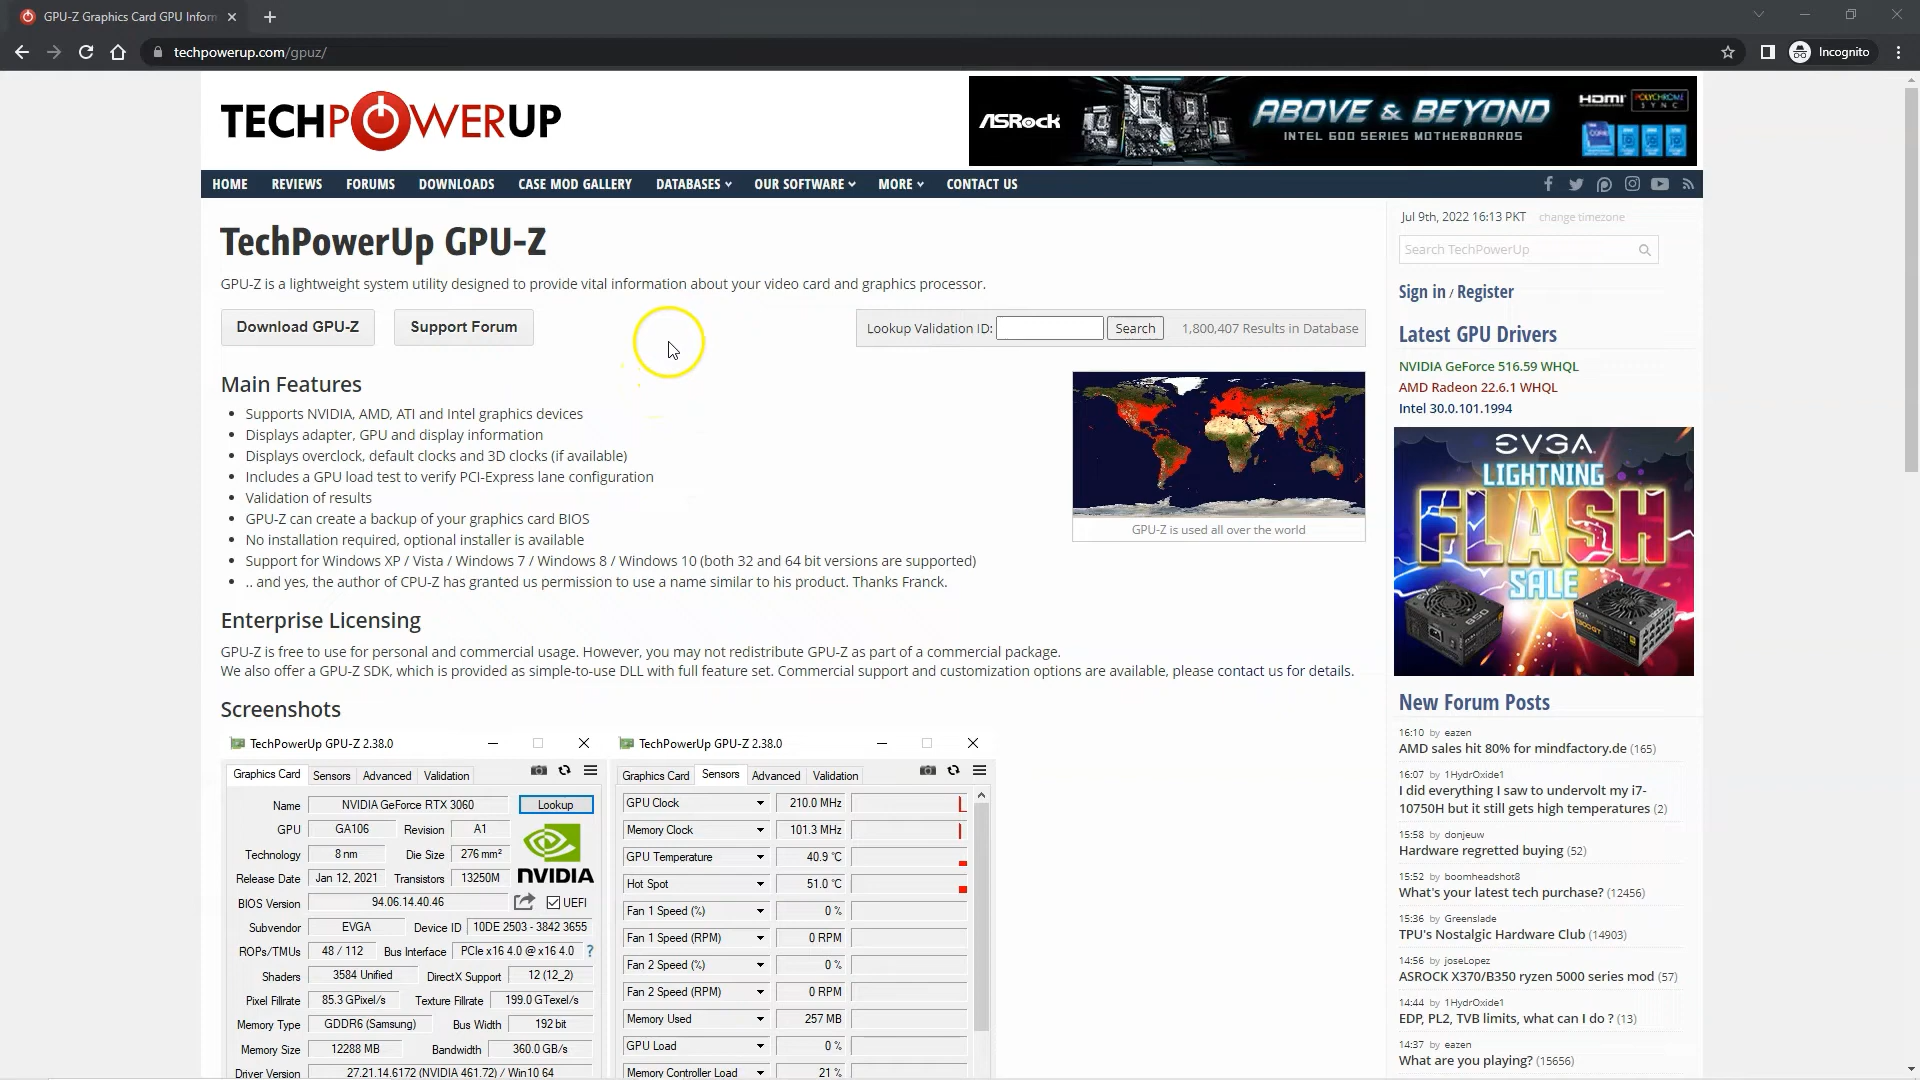 GPU-Z Graphics Card GPU Inform
techpowerup.com/gpuz/
Incognito
TECHPOWERUP
ASRock
ABOVE & BEYOND
INTEL 600 SERIES MOTHERBOARDS
HDMI
POLYCHROME SYNC
HOME REVIEWS FORUMS DOWNLOADS CASE MOD GALLERY DATABASES OUR SOFTWARE MORE CONTACT US
Jul 9th, 2022 16:13 PKT change timezone
TechPowerUp GPU-Z
Search TechPowerUp
GPU-Z is a lightweight system utility designed to provide vital information about your video card and graphics processor.
Sign in / Register
Download GPU-Z Support Forum
Lookup Validation ID: Search 1,800,407 Results in Database
Latest GPU Drivers
NVIDIA GeForce 516.59 WHQL
AMD Radeon 22.6.1 WHQL
Intel 30.0.101.1994
Main Features
Supports NVIDIA, AMD, ATI and Intel graphics devices
Displays adapter, GPU and display information
Displays overclock, default clocks and 3D clocks (if available)
Includes a GPU load test to verify PCI-Express lane configuration
Validation of results
GPU-Z can create a backup of your graphics card BIOS
No installation required, optional installer is available
Support for Windows XP / Vista / Windows 7 / Windows 8 / Windows 10 (both 32 and 64 bit versions are supported)
.. and yes, the author of CPU-Z has granted us permission to use a name similar to his product. Thanks Franck.
GPU-Z is used all over the world
EVGA
LIGHTNING
FLASH
SALE
Enterprise Licensing
GPU-Z is free to use for personal and commercial usage. However, you may not redistribute GPU-Z as part of a commercial package.
We also offer a GPU-Z SDK, which is provided as simple-to-use DLL with full feature set. Commercial support and customization options are available, please contact us for details.
Screenshots
TechPowerUp GPU-Z 2.38.0
Graphics Card Sensors Advanced Validation
Name NVIDIA GeForce RTX 3060 Lookup
GPU GA106 Revision A1
Technology 8 nm Die Size 276 mm²
Release Date Jan 12, 2021 Transistors 13250M
NVIDIA
BIOS Version 94.06.14.40.46 UEFI
Subvendor EVGA Device ID 10DE 2503 - 3842 3655
ROPs/TMUs 48 / 112 Bus Interface PCIe x16 4.0 @ x16 4.0 ?
Shaders 3584 Unified DirectX Support 12 (12_2)
Pixel Fillrate 85.3 GPixel/s Texture Fillrate 199.0 GTexel/s
Memory Type GDDR6 (Samsung) Bus Width 192 bit
Memory Size 12288 MB Bandwidth 360.0 GB/s
Driver Version 27.21.14.6172 (NVIDIA 461.72) / Win10 64
TechPowerUp GPU-Z 2.38.0
Graphics Card Sensors Advanced Validation
GPU Clock 210.0 MHz
Memory Clock 101.3 MHz
GPU Temperature 40.9 °C
Hot Spot 51.0 °C
Fan 1 Speed (%) 0 %
Fan 1 Speed (RPM) 0 RPM
Fan 2 Speed (%) 0 %
Fan 2 Speed (RPM) 0 RPM
Memory Used 257 MB
GPU Load 0 %
Memory Controller Load 21 %
New Forum Posts
16:10 by eazen
AMD sales hit 80% for mindfactory.de (165)
16:07 by 1HydrOxide1
I did everything I saw to undervolt my i7-
10750H but it still gets high temperatures (2)
15:58 by donjeuw
Hardware regretted buying (52)
15:52 by boomheadshot8
What's your latest tech purchase? (12456)
15:36 by Greenslade
TPU's Nostalgic Hardware Club (14903)
14:56 by joseLopez
ASROCK X370/B350 ryzen 5000 series mod (57)
14:44 by 1HydrOxide1
EDP, PL2, TVB limits, what can I do ? (13)
14:37 by eazen
What are you playing? (15656)